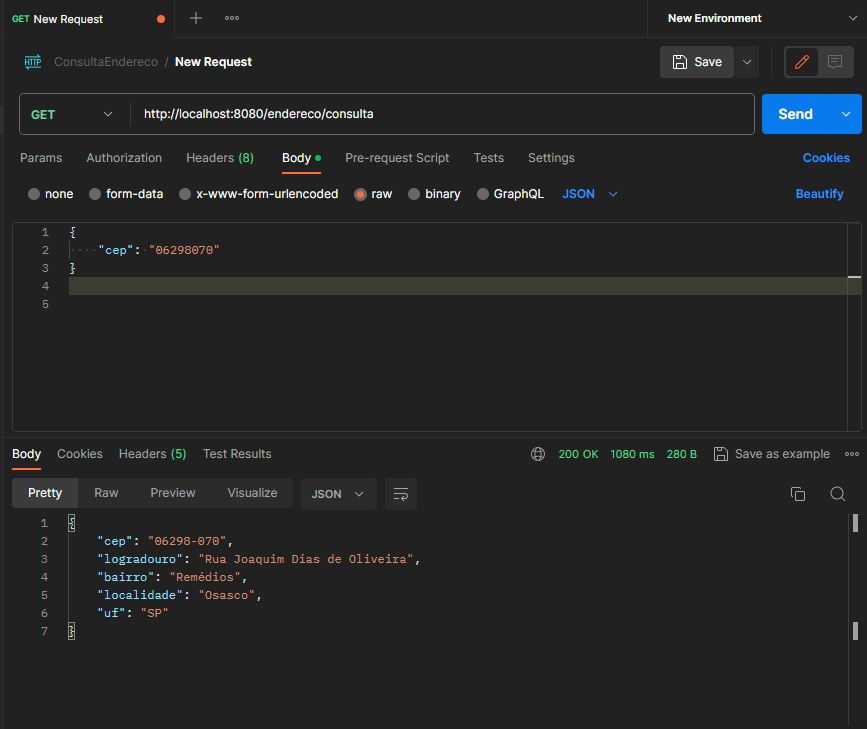 GET New Request
New Environment
HTTP ConsultaEndereco / New Request
Save
GET http://localhost:8080/endereco/consulta Send
Params Authorization Headers (8) Body Pre-request Script Tests Settings Cookies
none form-data x-www-form-urlencoded raw binary GraphQL JSON Beautify
1 {
2 ····"cep":·"06298070"
3 }
4
5
Body Cookies Headers (5) Test Results 200 OK 1080 ms 280 B Save as example
Pretty Raw Preview Visualize JSON
1 {
2 "cep": "06298-070",
3 "logradouro": "Rua Joaquim Dias de Oliveira",
4 "bairro": "Remédios",
5 "localidade": "Osasco",
6 "uf": "SP"
7 }